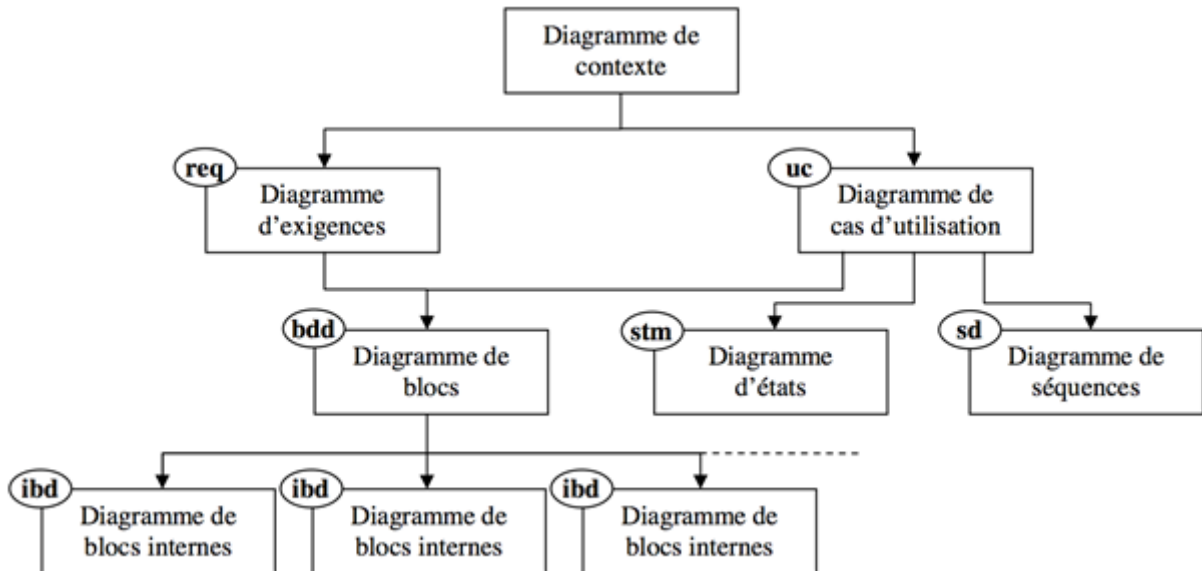 Diagramme de
contexte
req
Diagramme
d'exigences
uc
Diagramme de
cas d'utilisation
bdd
Diagramme de
blocs
stm
Diagramme
d'états
sd
Diagramme de
séquences
ibd
Diagramme de
blocs internes
ibd
Diagramme de
blocs internes
ibd
Diagramme de
blocs internes